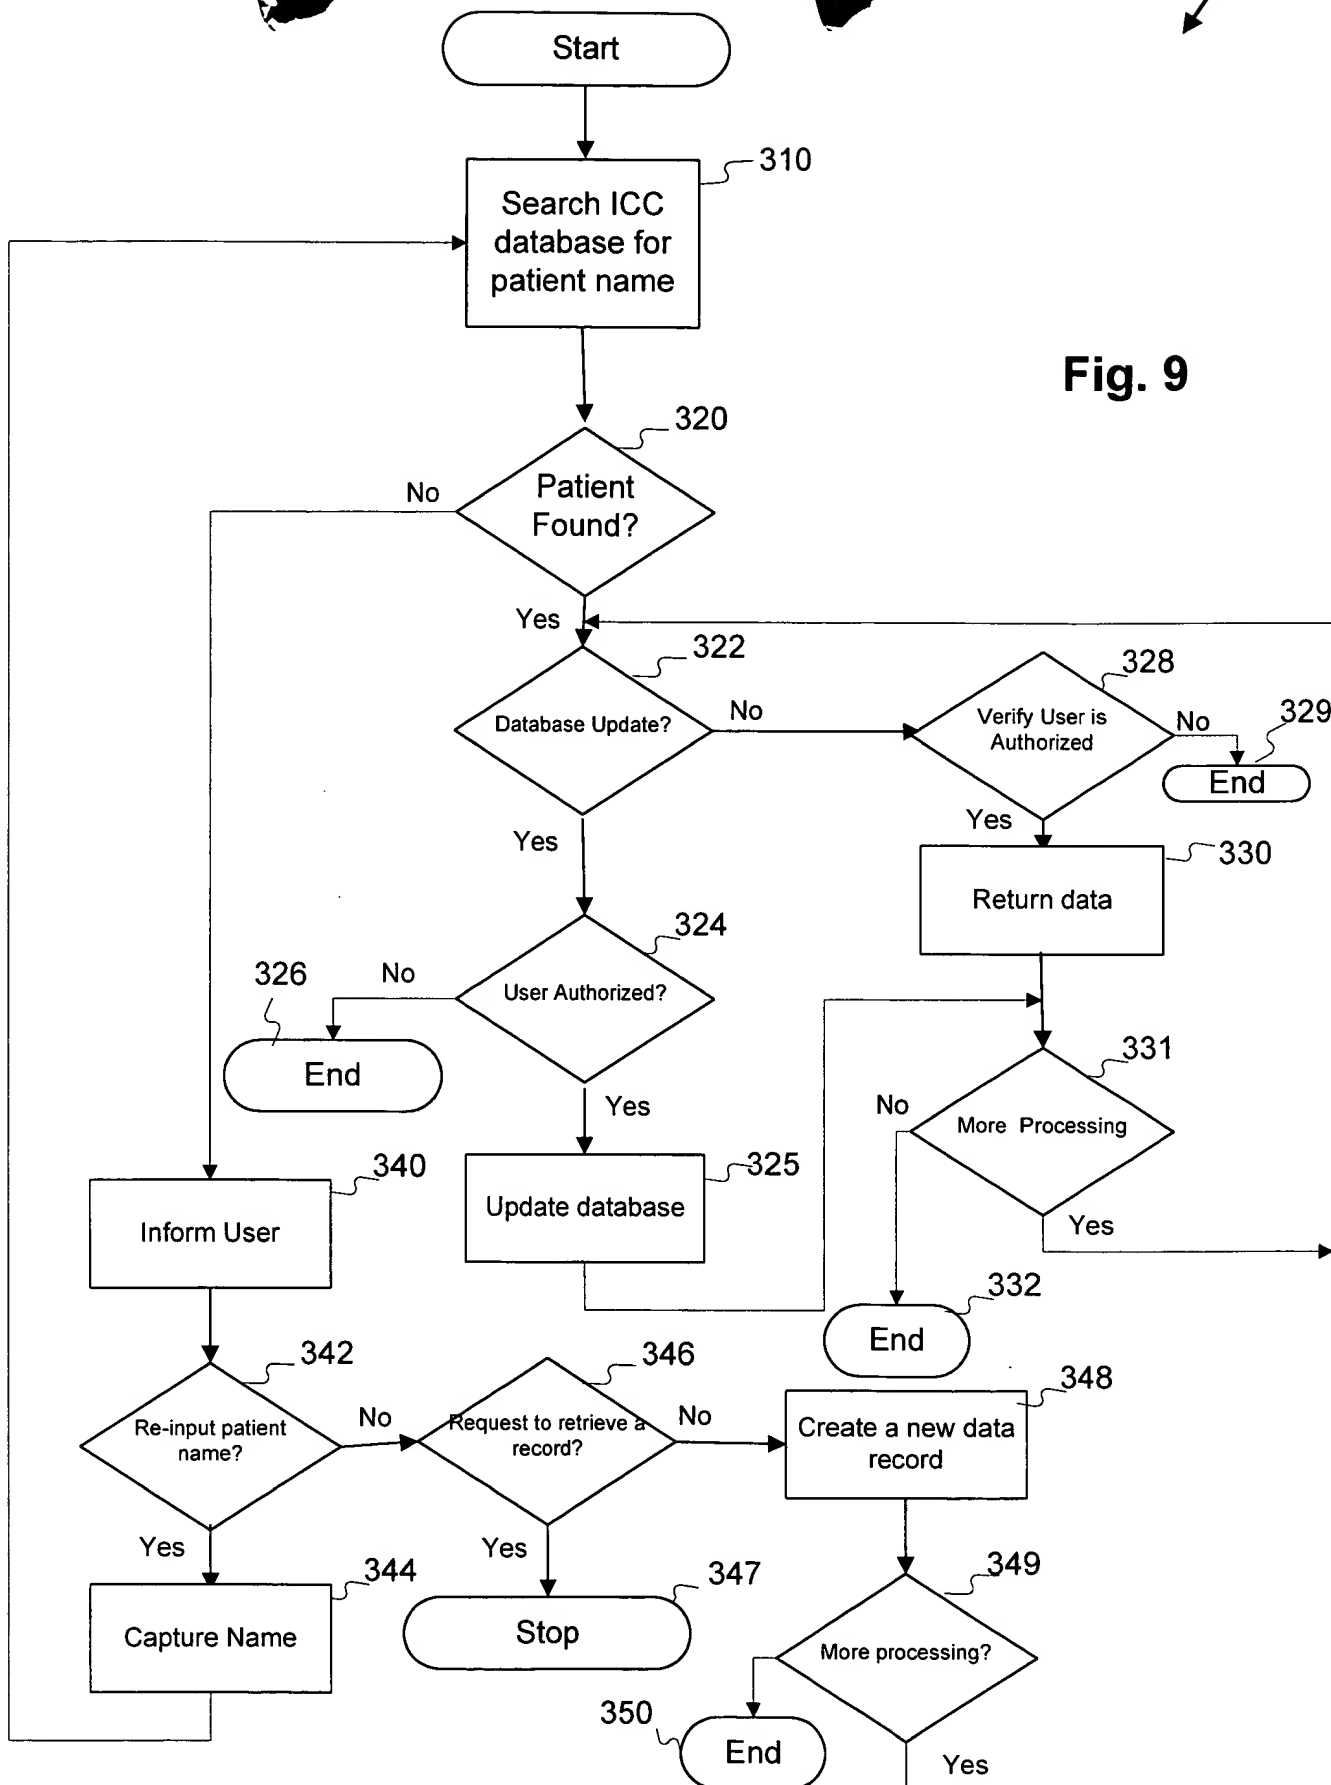 Start
310
Search ICC
database for
patient name
Fig. 9
320
Patient
Found?
No
Yes
322
Database Update?
No
328
Verify User is
Authorized
No
329
End
Yes
Yes
330
Return data
324
User Authorized?
No
326
End
Yes
331
More Processing
No
Yes
325
Update database
340
Inform User
332
End
342
Re-input patient
name?
No
346
Request to retrieve a
record?
No
348
Create a new data
record
Yes
Yes
344
Capture Name
347
Stop
349
More processing?
350
End
Yes